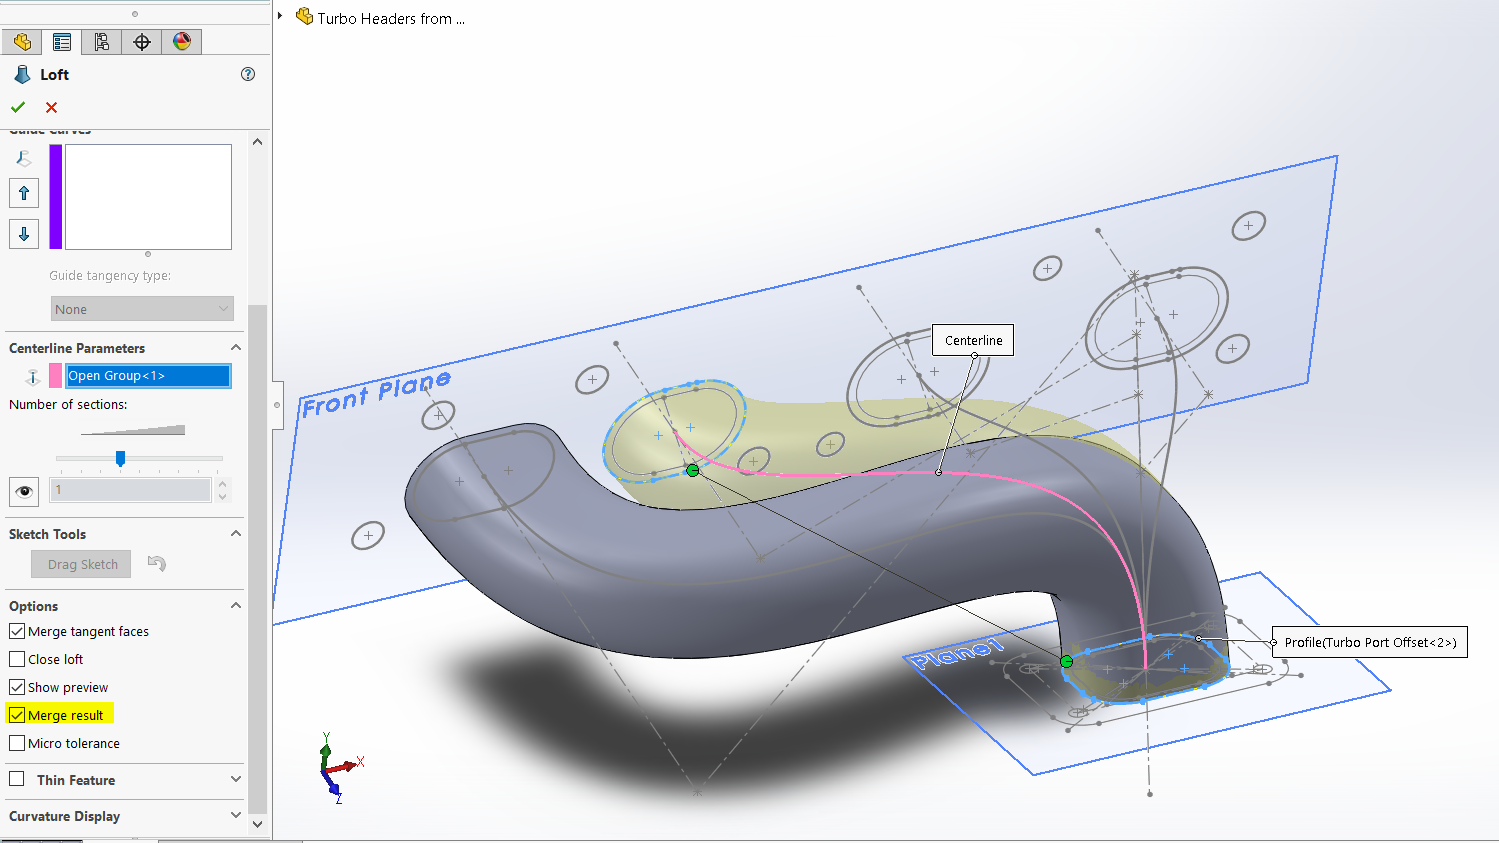 Turbo Headers from ...
Loft
Guide Curves
Guide tangency type:
None
Centerline Parameters
Open Group<1>
Number of sections:
1
Sketch Tools
Drag Sketch
Options
Merge tangent faces
Close loft
Show preview
Merge result
Micro tolerance
Thin Feature
Curvature Display
Front Plane
Centerline
Plane1
Profile(Turbo Port Offset<2>)
Y
X
Z